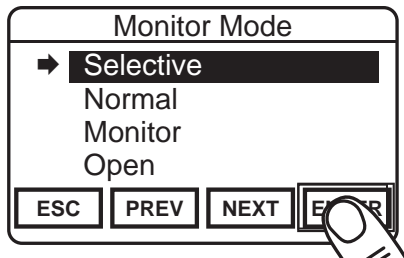 Monitor Mode
Selective
Normal
Monitor
Open
ESC PREV NEXT